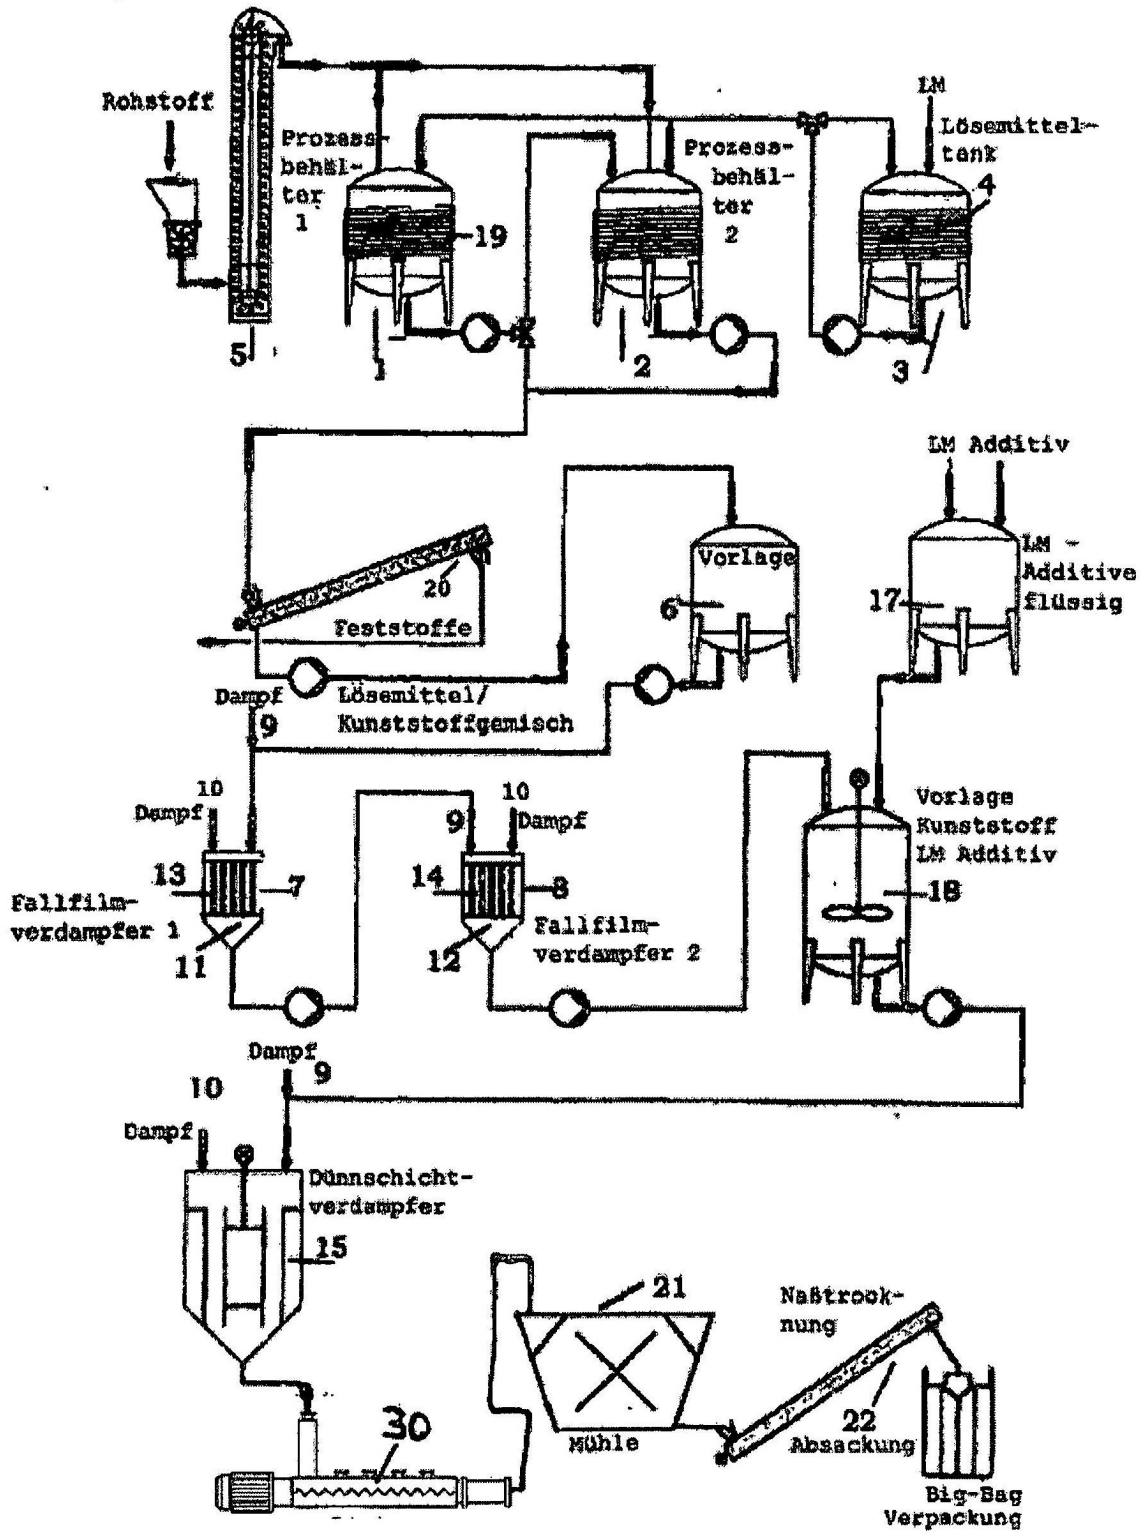 LM
Rohstoff
Prozess-
behäl-
ter
1
Prozess-
behäl-
ter
2
Lösemittel-
tank
4
19
5
1
2
3
LM Additiv
20
Feststoffe
Vorlage
6
17
LM -
Additive
flüssig
Dampf
9
Lösemittel/
Kunststoffgemisch
10
Dampf
13
7
Fallfilm-
verdampfer 1
11
9
10
Dampf
14
8
Fallfilm-
verdampfer 2
12
Vorlage
Kunststoff
LM Additiv
18
Dampf
9
10
Dampf
Dünnschicht-
verdampfer
15
30
21
Mühle
Naßtrock-
nung
22
Absackung
Big-Bag
Verpackung